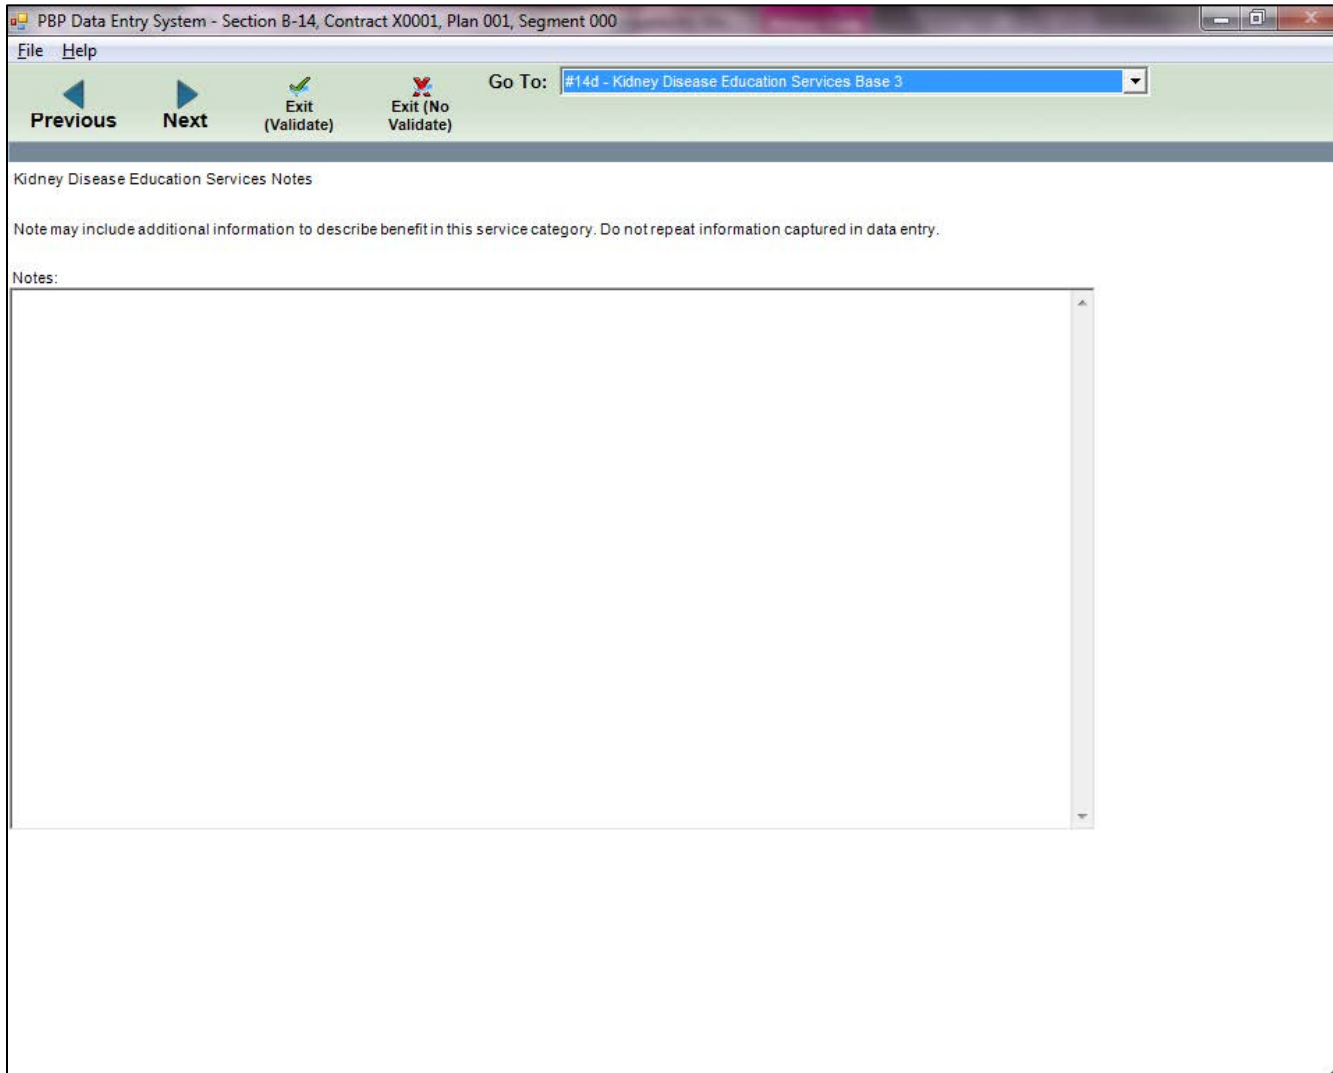 PBP Data Entry System - Section B-14, Contract X0001, Plan 001, Segment 000
File Help
Previous
Next
Exit
(Validate)
Exit (No
Validate)
Go To: #14d - Kidney Disease Education Services Base 3
Kidney Disease Education Services Notes
Note may include additional information to describe benefit in this service category. Do not repeat information captured in data entry.
Notes: